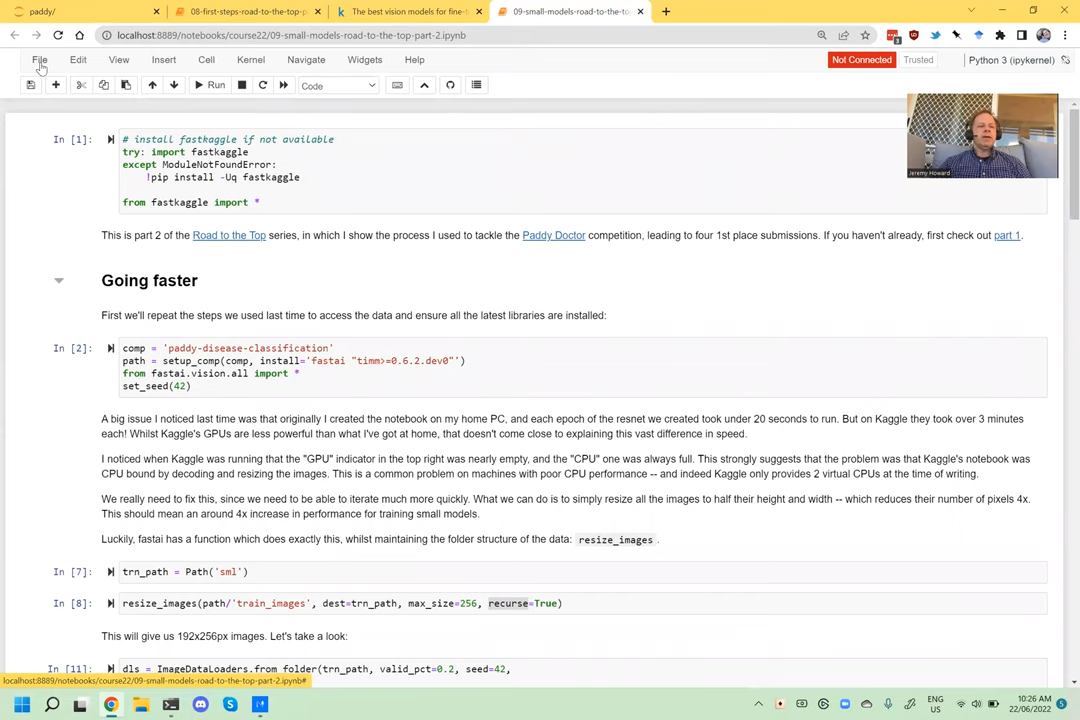 paddy/
08-first-steps-road-to-the-top-p
The best vision models for fine-t
09-small-models-road-to-the-to
localhost:8889/notebooks/course22/09-small-models-road-to-the-top-part-2.ipynb
File Edit View Insert Cell Kernel Navigate Widgets Help
Not Connected Trusted Python 3 (ipykernel)
Run Code
In [1]: # install fastkaggle if not available
try: import fastkaggle
except ModuleNotFoundError:
!pip install -Uq fastkaggle
from fastkaggle import *
Jeremy Howard
This is part 2 of the Road to the Top series, in which I show the process I used to tackle the Paddy Doctor competition, leading to four 1st place submissions. If you haven't already, first check out part 1.
Going faster
First we'll repeat the steps we used last time to access the data and ensure all the latest libraries are installed:
In [2]: comp = 'paddy-disease-classification'
path = setup_comp(comp, install='fastai "timm>=0.6.2.dev0"')
from fastai.vision.all import *
set_seed(42)
A big issue I noticed last time was that originally I created the notebook on my home PC, and each epoch of the resnet we created took under 20 seconds to run. But on Kaggle they took over 3 minutes
each! Whilst Kaggle's GPUs are less powerful than what I've got at home, that doesn't come close to explaining this vast difference in speed.
I noticed when Kaggle was running that the "GPU" indicator in the top right was nearly empty, and the "CPU" one was always full. This strongly suggests that the problem was that Kaggle's notebook was
CPU bound by decoding and resizing the images. This is a common problem on machines with poor CPU performance -- and indeed Kaggle only provides 2 virtual CPUs at the time of writing.
We really need to fix this, since we need to be able to iterate much more quickly. What we can do is to simply resize all the images to half their height and width -- which reduces their number of pixels 4x.
This should mean an around 4x increase in performance for training small models.
Luckily, fastai has a function which does exactly this, whilst maintaining the folder structure of the data: resize_images .
In [7]: trn_path = Path('sml')
In [8]: resize_images(path/'train_images', dest=trn_path, max_size=256, recurse=True)
This will give us 192x256px images. Let's take a look:
In [11]: dls = ImageDataLoaders.from_folder(trn_path, valid_pct=0.2, seed=42,
localhost:8889/notebooks/course22/09-small-models-road-to-the-top-part-2.ipynb#
ENG
US
10:26 AM
22/06/2022
5